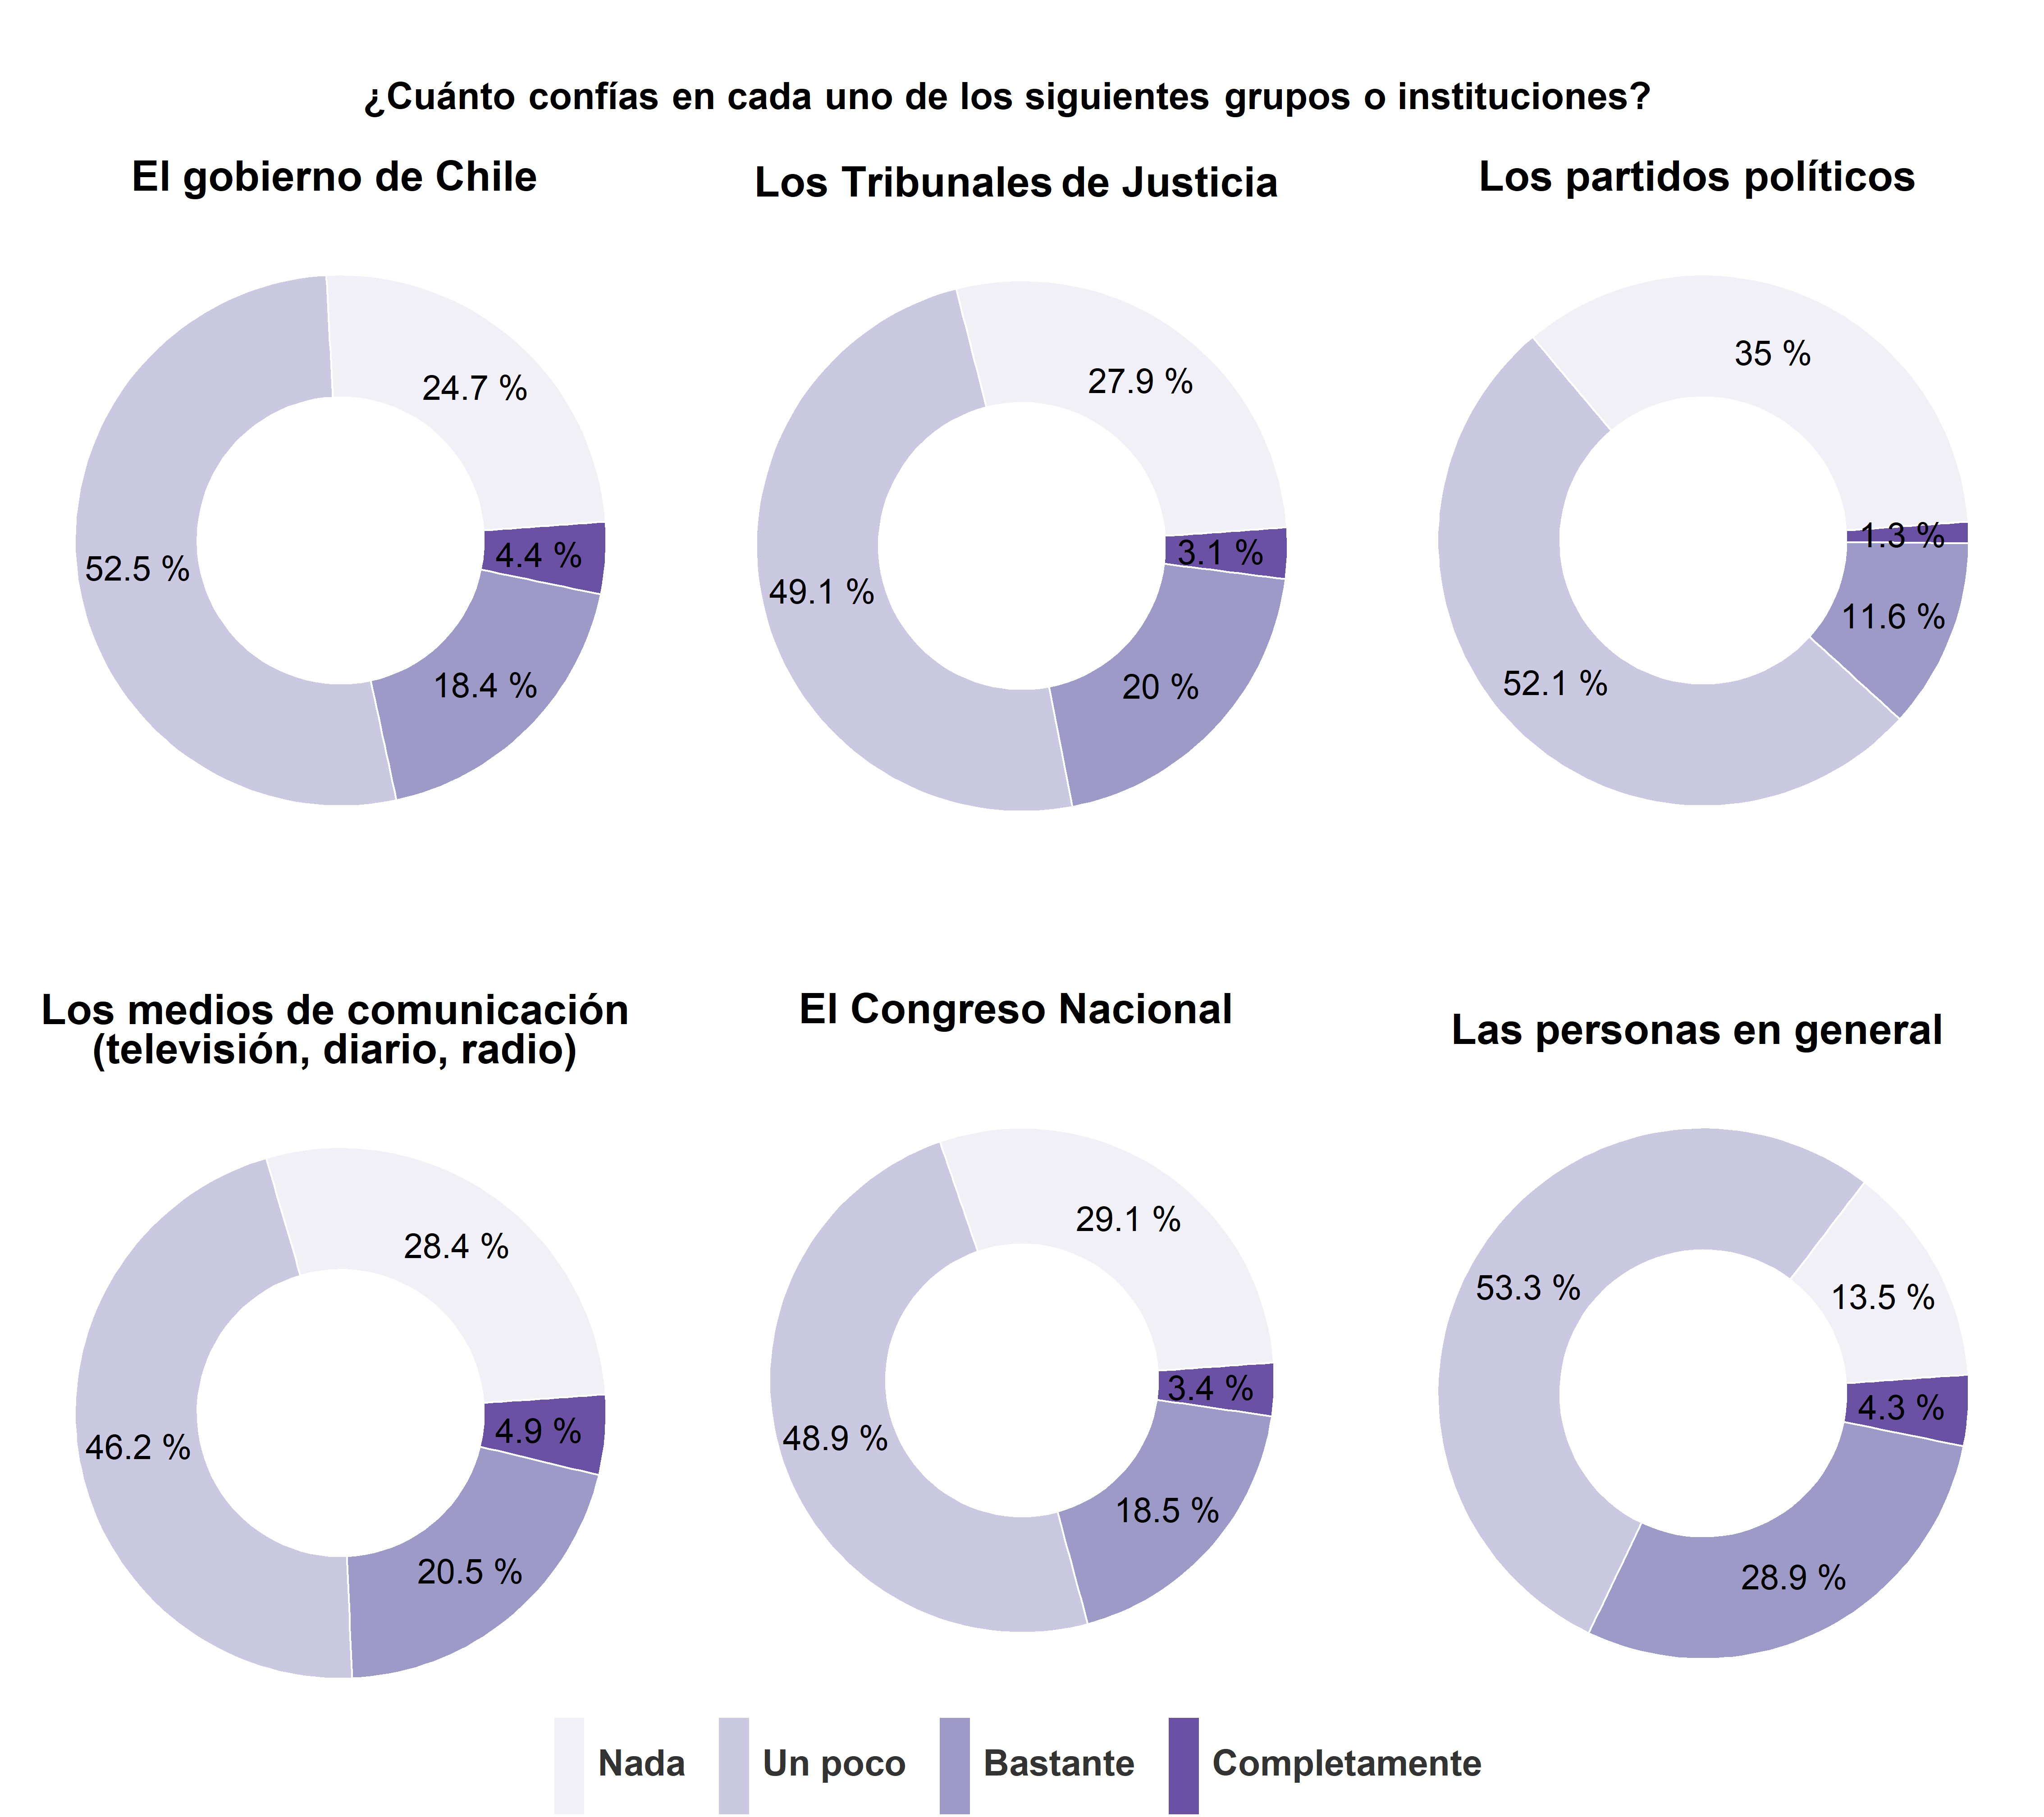 ¿Cuánto confías en cada uno de los siguientes grupos o instituciones?
El gobierno de Chile
24.7 %
4.4 %
52.5 %
18.4 %
Los Tribunales de Justicia
27.9 %
3.1 %
49.1 %
20 %
Los partidos políticos
35 %
1.3 %
11.6 %
52.1 %
Los medios de comunicación
(televisión, diario, radio)
28.4 %
4.9 %
46.2 %
20.5 %
El Congreso Nacional
29.1 %
3.4 %
48.9 %
18.5 %
Las personas en general
53.3 %
13.5 %
4.3 %
28.9 %
Nada
Un poco
Bastante
Completamente